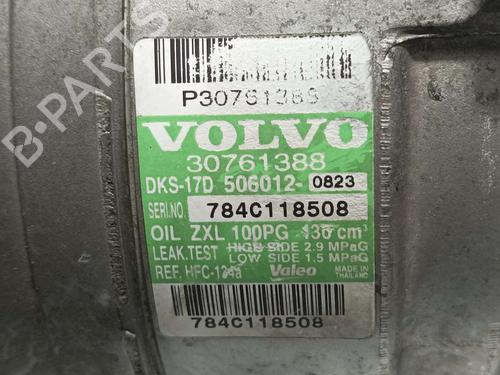 P30761388
VOLVO
30761388
DKS-17D 506012- 0823
SERI.NO. 784C118508
OIL ZXL 100PG 135 cm³
LEAK.TEST HIGH SIDE 2.9 MPaG
LOW SIDE 1.5 MPaG
REF. HFC-134a Valeo MADE IN THAILAND
784C118508
B-PARTS